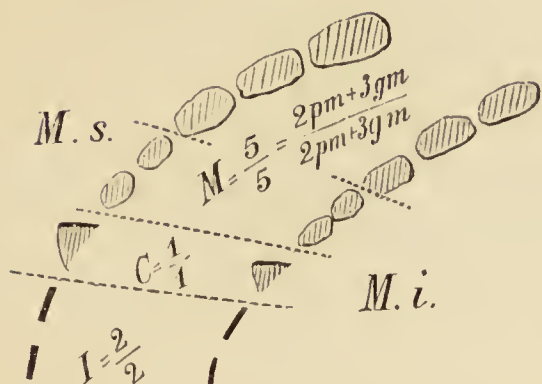 M. s.
M = 5/5 = 2pm+3gm/2pm+3gm
C = 1/1
M. i.
I = 2/2